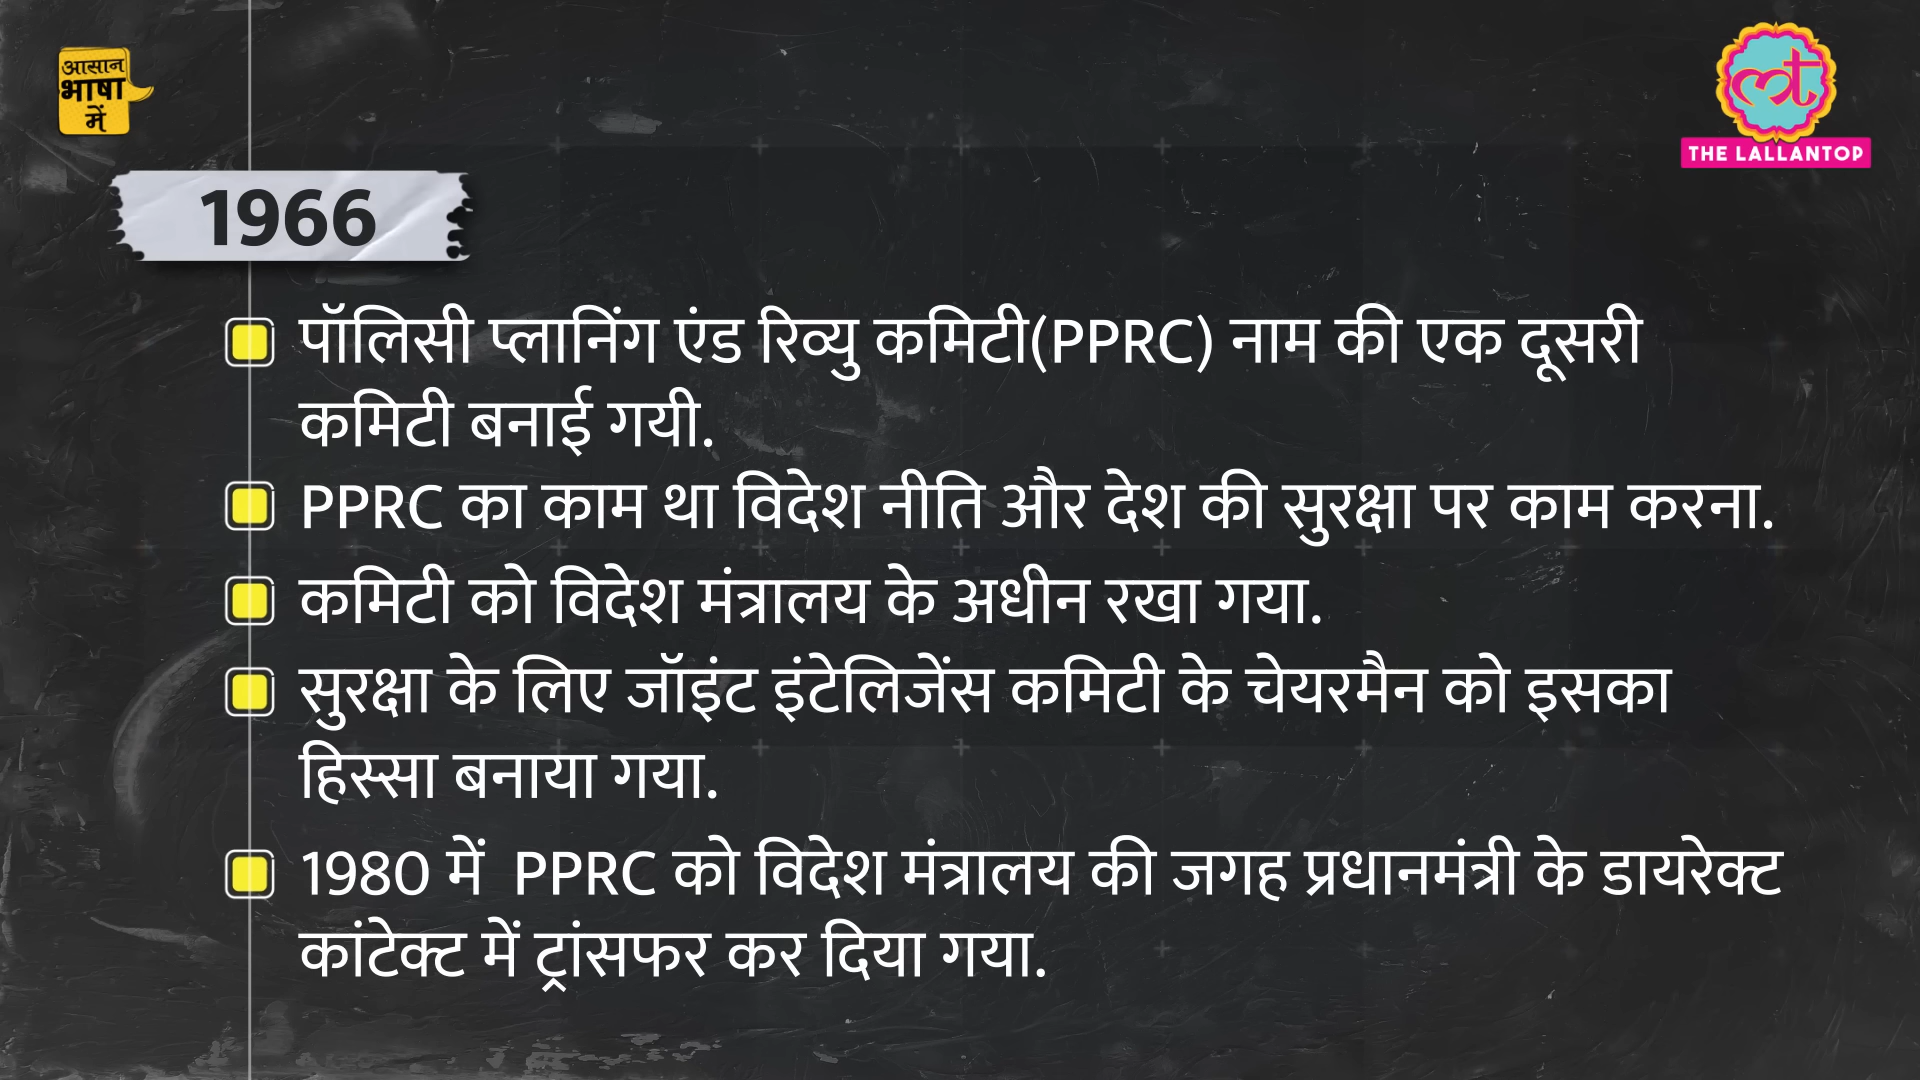 आसान
भाषा
में
THE LALLANTOP
1966
पॉलिसी प्लानिंग एंड रिव्यु कमिटी(PPRC) नाम की एक दूसरी
कमिटी बनाई गयी.
PPRC का काम था विदेश नीति और देश की सुरक्षा पर काम करना.
कमिटी को विदेश मंत्रालय के अधीन रखा गया.
सुरक्षा के लिए जॉइंट इंटेलिजेंस कमिटी के चेयरमैन को इसका
हिस्सा बनाया गया.
1980 में  PPRC को विदेश मंत्रालय की जगह प्रधानमंत्री के डायरेक्ट
कांटेक्ट में ट्रांसफर कर दिया गया.